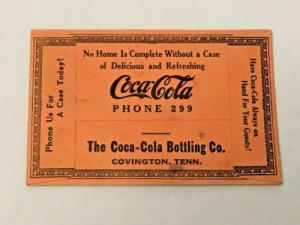 No Home Is Complete Without a Case
of Delicious and Refreshing
Coca-Cola
PHONE 299
The Coca-Cola Bottling Co.
COVINGTON, TENN.
Phone Us For
A Case Today!
Have Coca-Cola Always on
Hand For Your Guests!